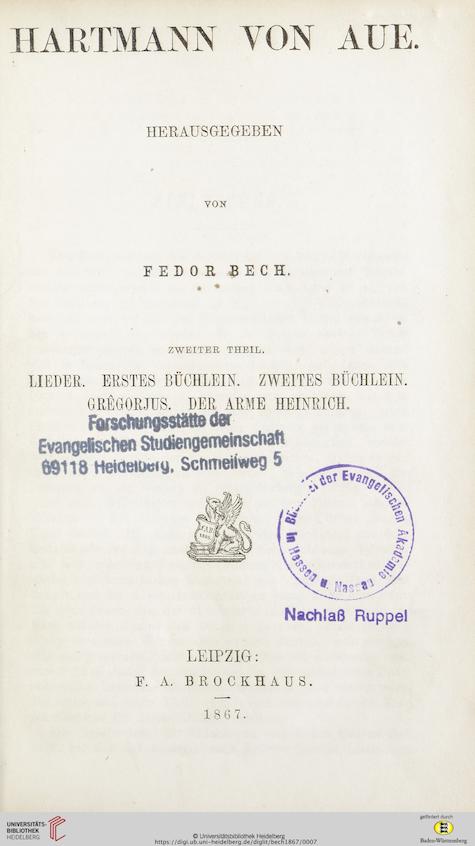 HARTMANN VON AUE.
HERAUSGEGEBEN
VON
FEDOR BECH.
ZWEITER THEIL.
LIEDER. ERSTES BÜCHLEIN. ZWEITES BÜCHLEIN.
GRÊGORJUS. DER ARME HEINRICH.
Forschungsstätte der
Evangelischen Studiengemeinschaft
69118 Heidelberg, Schmeilweg 5
der Evangelischen Akademie
in Hessen u. Nassau
Nachlaß Ruppel
LEIPZIG:
F. A. BROCKHAUS.
1867.
UNIVERSITÄTS-
BIBLIOTHEK
HEIDELBERG
© Universitätsbibliothek Heidelberg
https://digi.ub.uni-heidelberg.de/diglit/bech1867/0007
gefördert durch
Baden-Württemberg